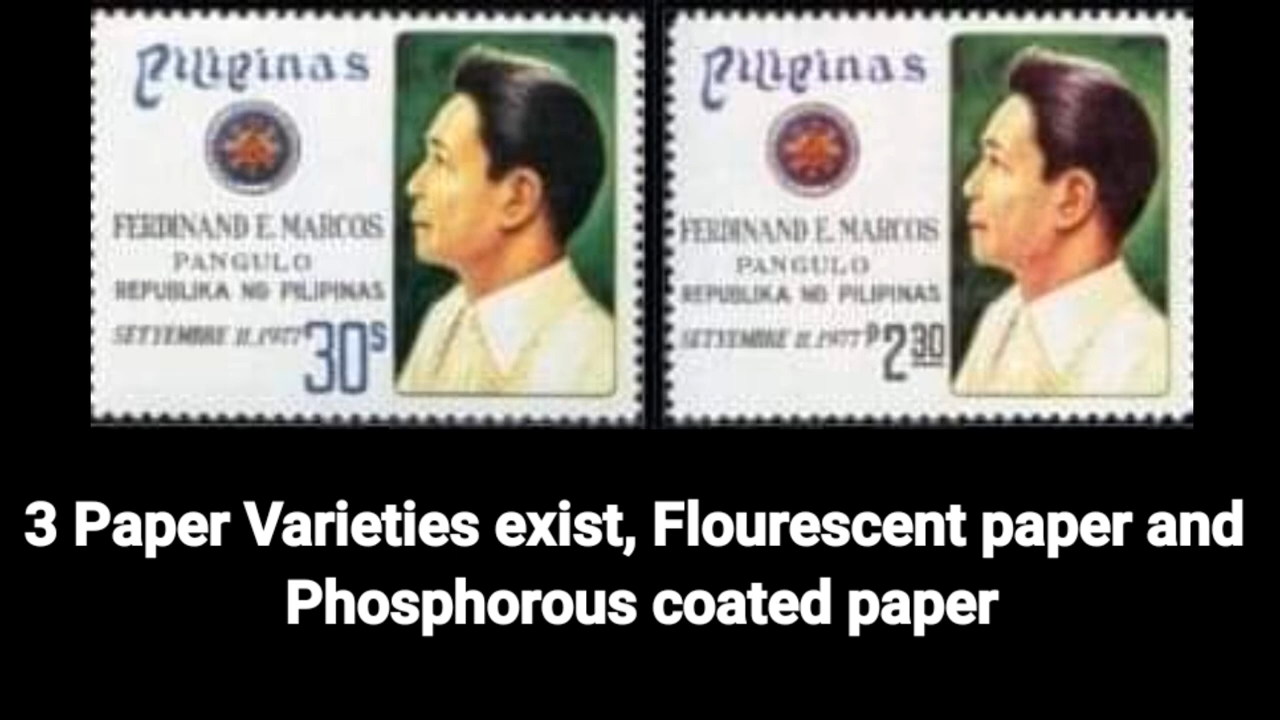 Pilipinas
FERDINAND E. MARCOS
PANGULO
REPUBLIKA NG PILIPINAS
SETYEMBRE 11, 1977 30s
Pilipinas
FERDINAND E. MARCOS
PANGULO
REPUBLIKA NG PILIPINAS
SETYEMBRE 11, 1977 P2 30
3 Paper Varieties exist, Flourescent paper and
Phosphorous coated paper